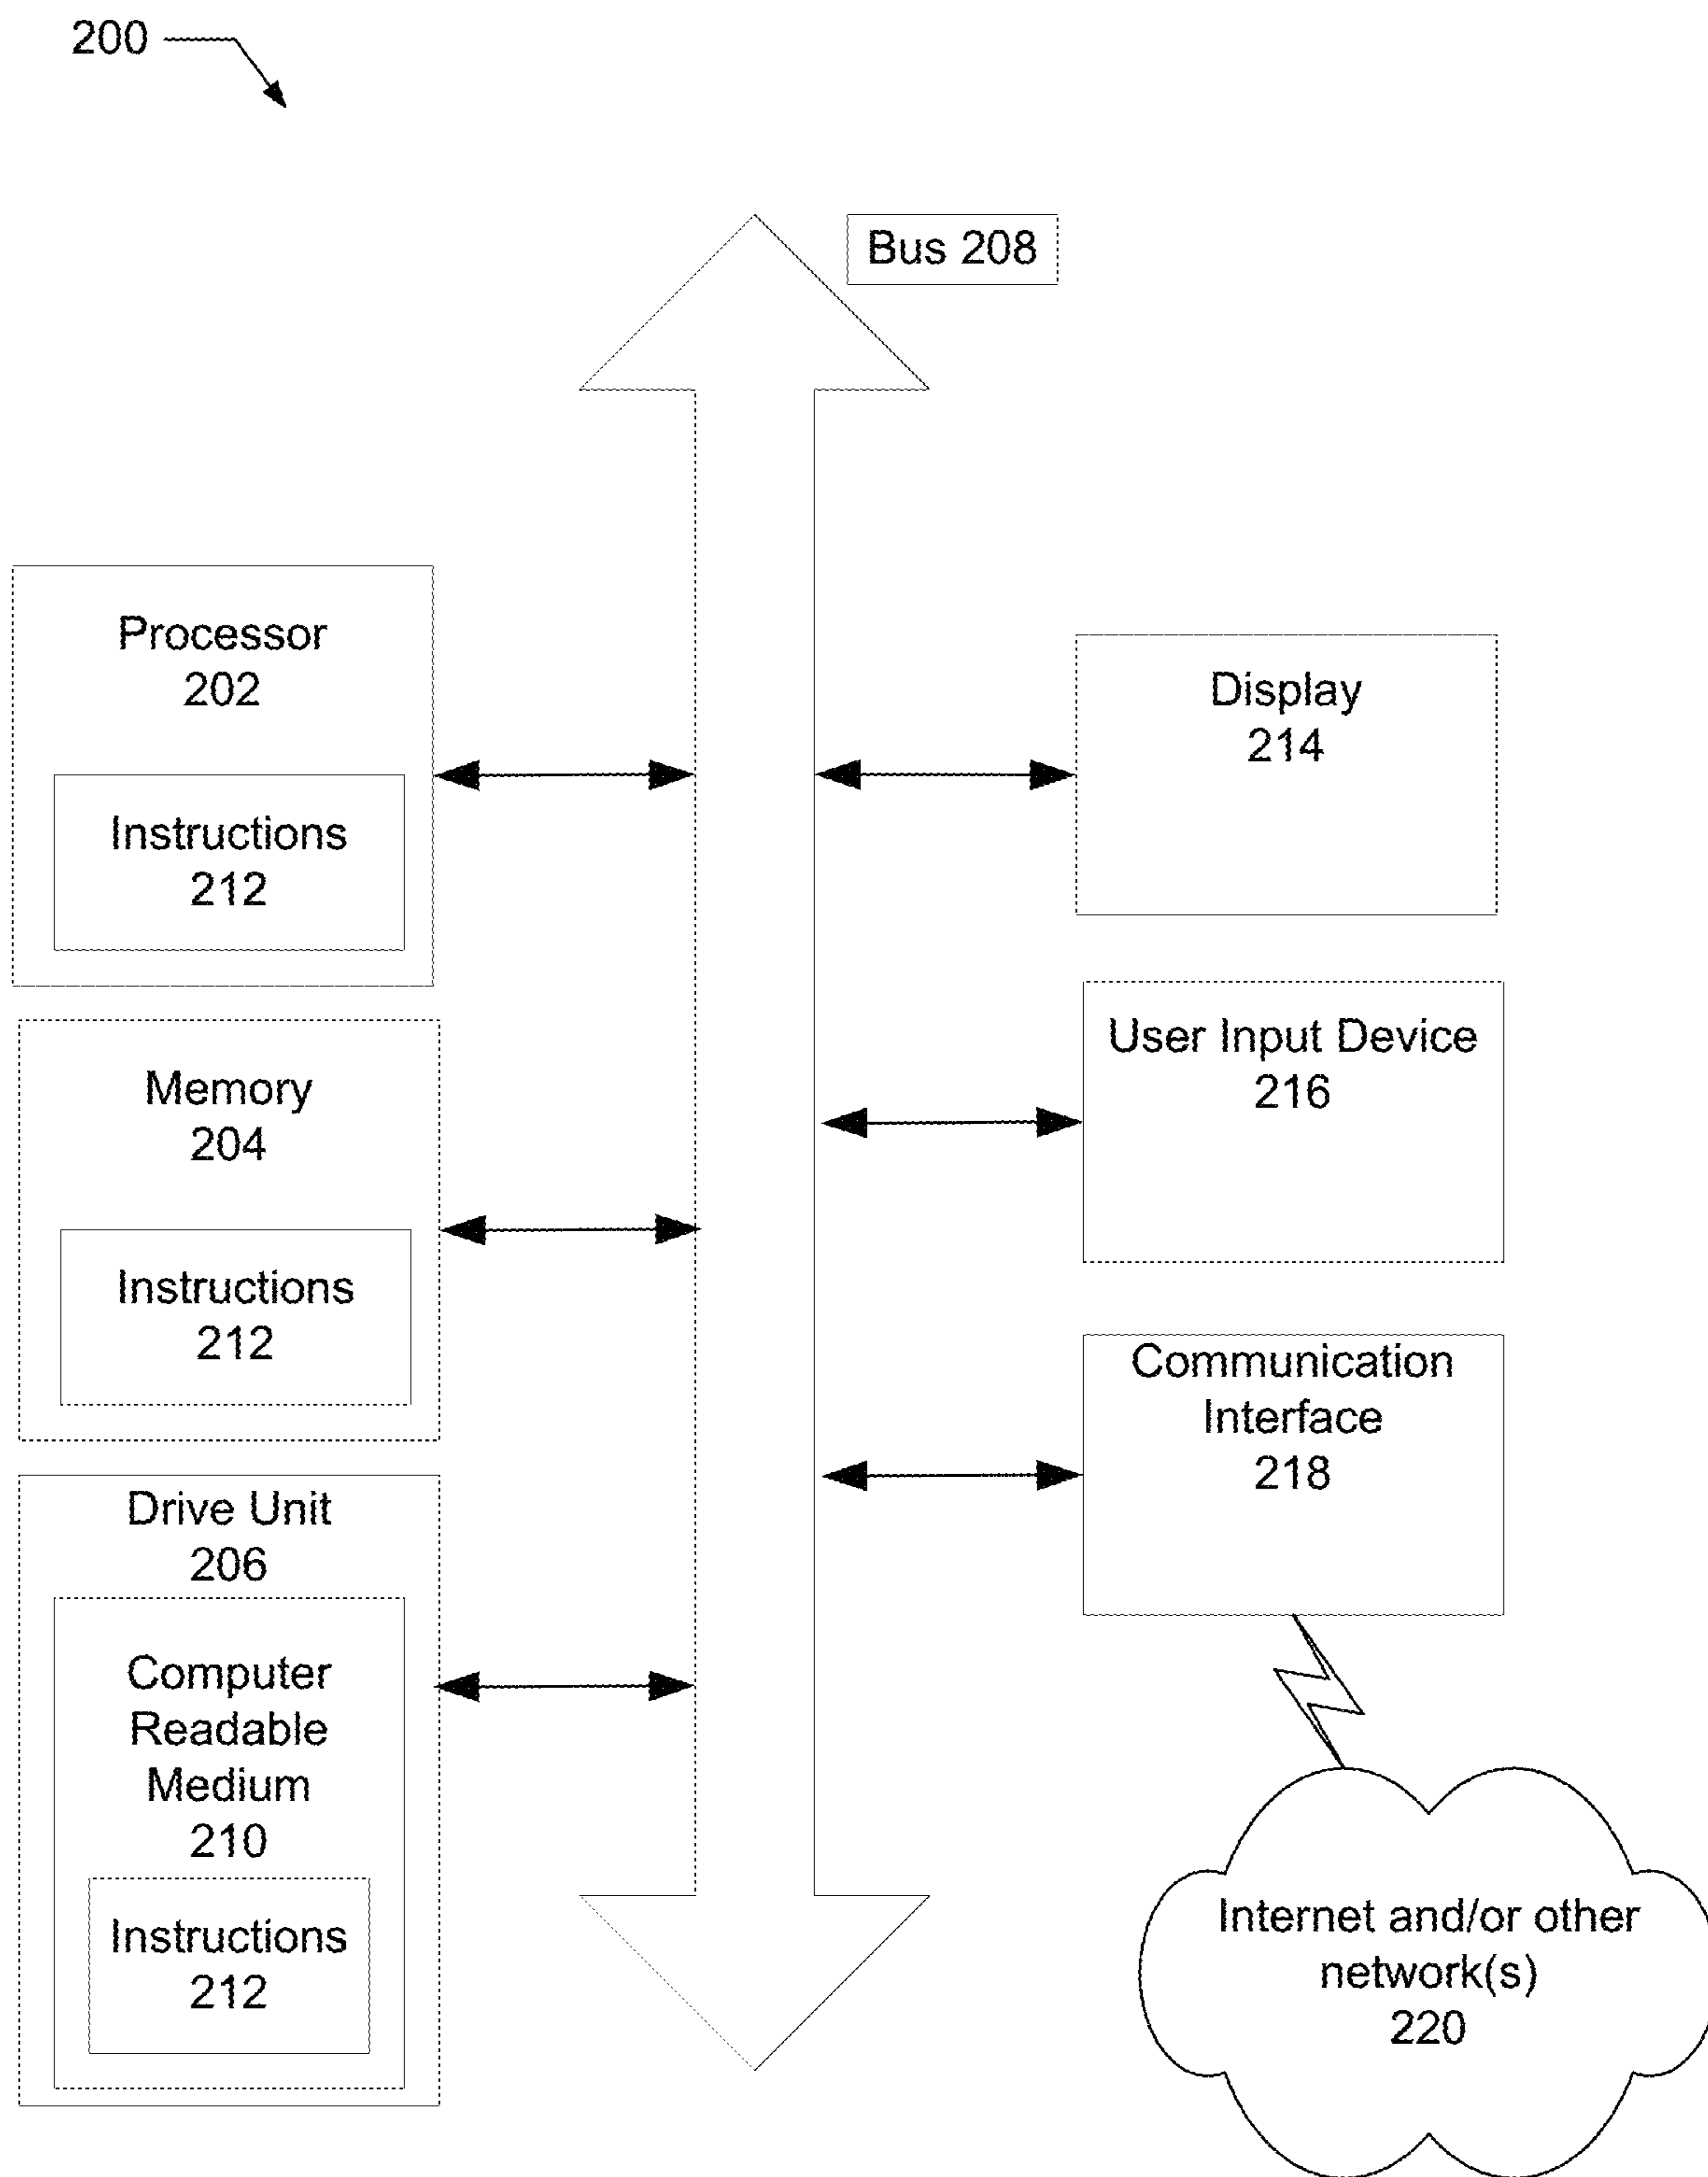 200
Bus 208
Processor
202
Instructions
212
Memory
204
Instructions
212
Drive Unit
206
Computer
Readable
Medium
210
Instructions
212
Display
214
User Input Device
216
Communication
Interface
218
Internet and/or other
network(s)
220